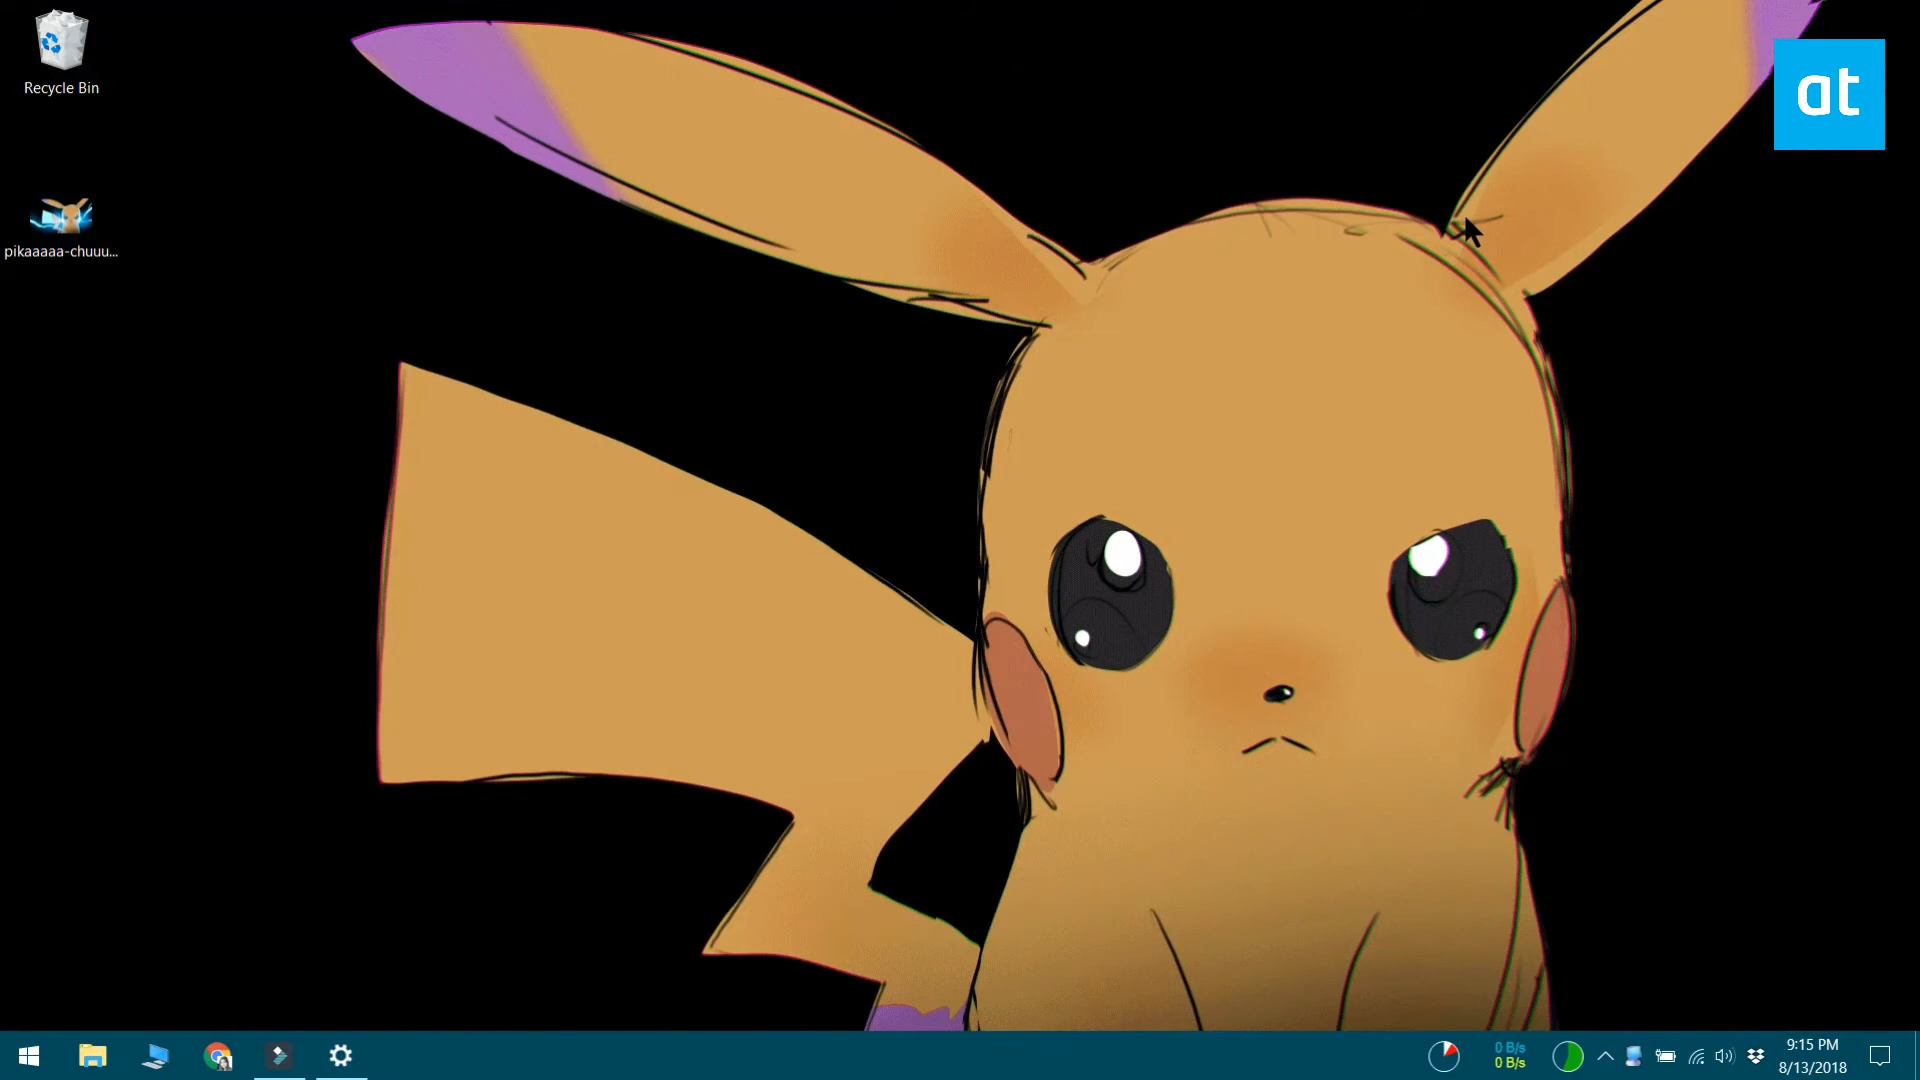 Recycle Bin
at
pikaaaaa-chuuu...
0 B/s
0 B/s
9:15 PM
8/13/2018